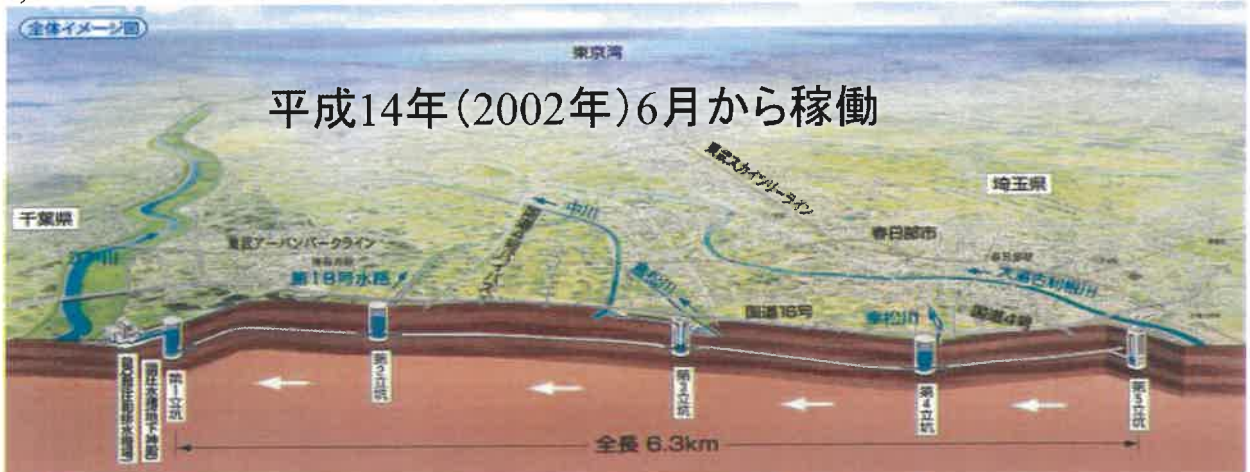 全体イメージ図
東京湾
平成14年(2002年)6月から稼働
東武スカイツリーライン
埼玉県
千葉県
中川
春日部市
東武アーバンパークライン
江戸川
第18号水路
倉松川
大落古利根川
国道16号
幸松川
国道4号
第1立坑
第2立坑
第3立坑
第4立坑
第5立坑
全長 6.3km